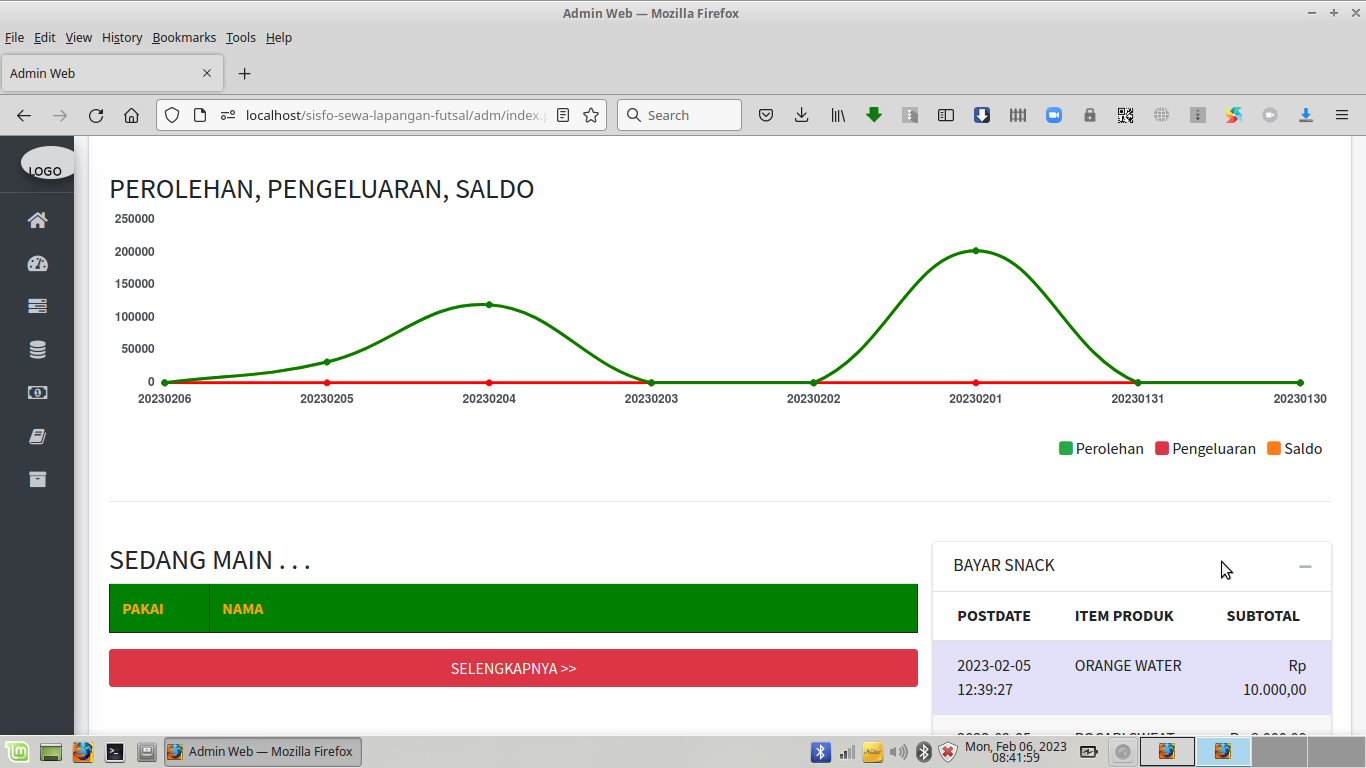 Admin Web — Mozilla Firefox
File Edit View History Bookmarks Tools Help
Admin Web
localhost/sisfo-sewa-lapangan-futsal/adm/index.p
Search
LOGO
PEROLEHAN, PENGELUARAN, SALDO
250000
200000
150000
100000
50000
0
20230206 20230205 20230204 20230203 20230202 20230201 20230131 20230130
Perolehan Pengeluaran Saldo
SEDANG MAIN . . .
PAKAI NAMA
SELENGKAPNYA >>
BAYAR SNACK
POSTDATE ITEM PRODUK SUBTOTAL
2023-02-05 ORANGE WATER Rp
12:39:27 10.000,00
Admin Web — Mozilla Firefox
Mon, Feb 06, 2023
08:41:59